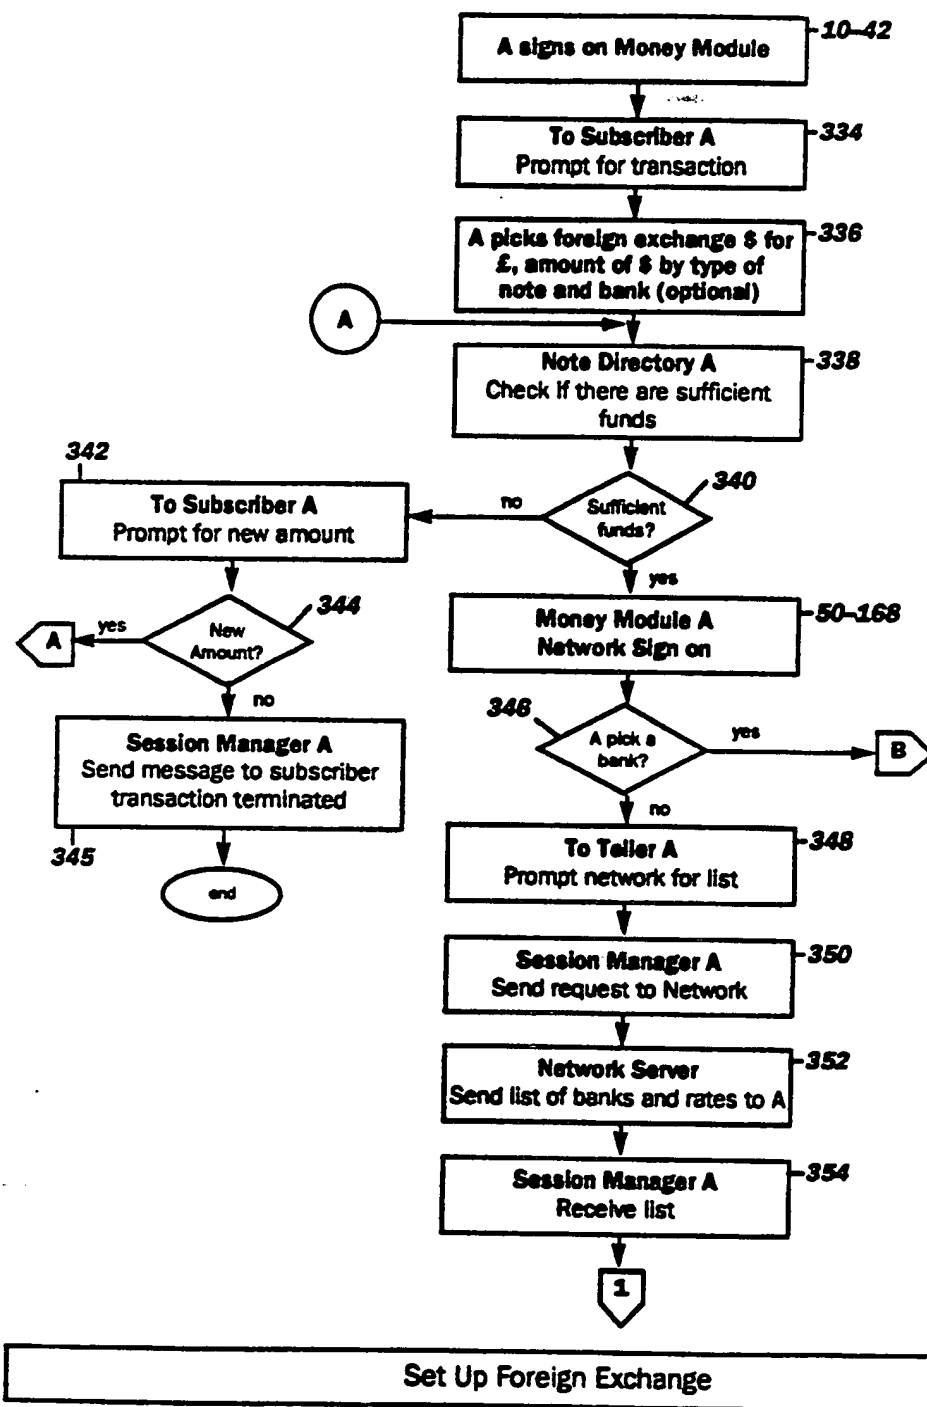 10–42
A signs on Money Module
334
To Subscriber A
Prompt for transaction
336
A picks foreign exchange $ for
£, amount of $ by type of
note and bank (optional)
A
338
Note Directory A
Check if there are sufficient
funds
340
Sufficient
funds?
no
yes
342
To Subscriber A
Prompt for new amount
344
New
Amount?
yes
A
no
Session Manager A
Send message to subscriber
transaction terminated
345
end
50–168
Money Module A
Network Sign on
346
A pick a
bank?
yes
B
no
348
To Teller A
Prompt network for list
350
Session Manager A
Send request to Network
352
Network Server
Send list of banks and rates to A
354
Session Manager A
Receive list
1
Set Up Foreign Exchange